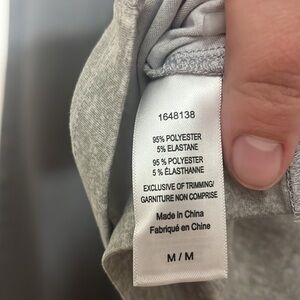 1648138
95% POLYESTER
5% ELASTANE
95 % POLYESTER
5 % ÉLASTHANNE
EXCLUSIVE OF TRIMMING/
GARNITURE NON COMPRISE
Made in China
Fabriqué en Chine
M / M